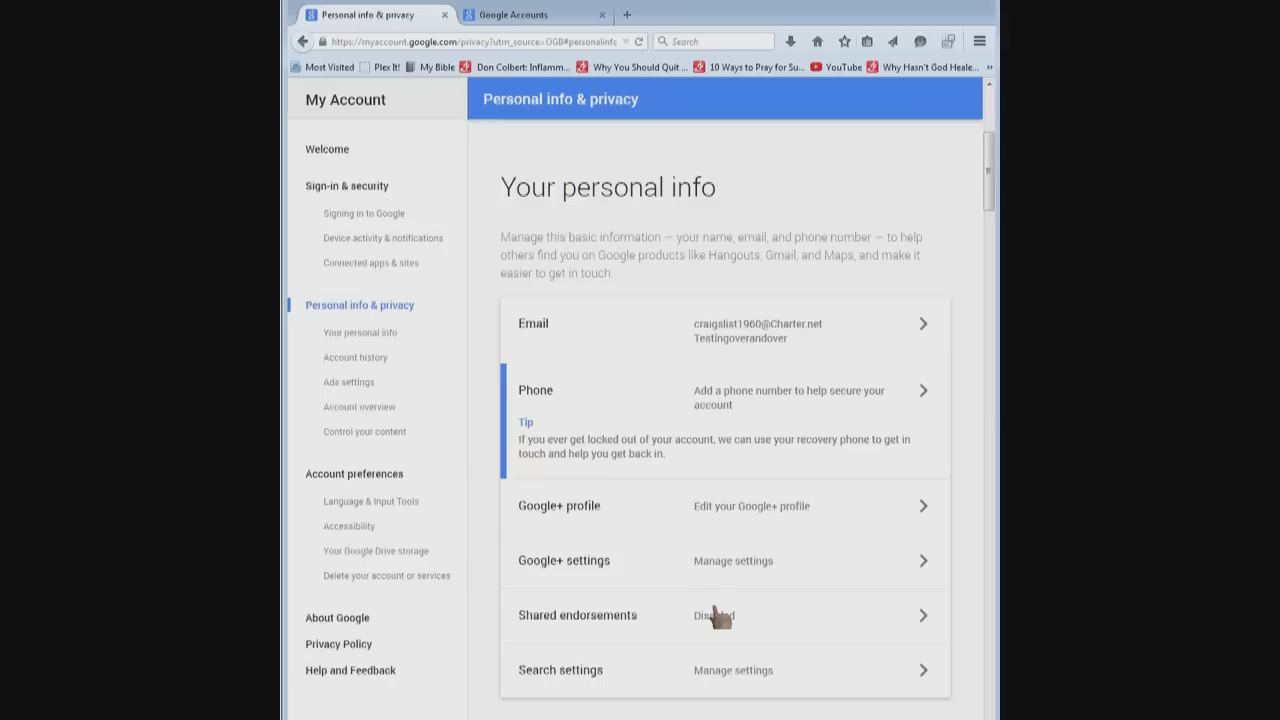 Personal info & privacy
Google Accounts
https://myaccount.google.com/privacy?utm_source=OGB#personalinfo
Search
Most Visited
Plex It!
My Bible
Don Colbert: Inflamm...
Why You Should Quit ...
10 Ways to Pray for Su...
YouTube
Why Hasn't God Heale...
My Account
Personal info & privacy
Welcome
Sign-in & security
Signing in to Google
Device activity & notifications
Connected apps & sites
Personal info & privacy
Your personal info
Account history
Ads settings
Account overview
Control your content
Account preferences
Language & Input Tools
Accessibility
Your Google Drive storage
Delete your account or services
About Google
Privacy Policy
Help and Feedback
Your personal info
Manage this basic information — your name, email, and phone number — to help
others find you on Google products like Hangouts, Gmail, and Maps, and make it
easier to get in touch.
Email
craigslist1960@Charter.net
Testingoverandover
Phone
Add a phone number to help secure your
account
Tip
If you ever get locked out of your account, we can use your recovery phone to get in
touch and help you get back in.
Google+ profile
Edit your Google+ profile
Google+ settings
Manage settings
Shared endorsements
Search settings
Manage settings